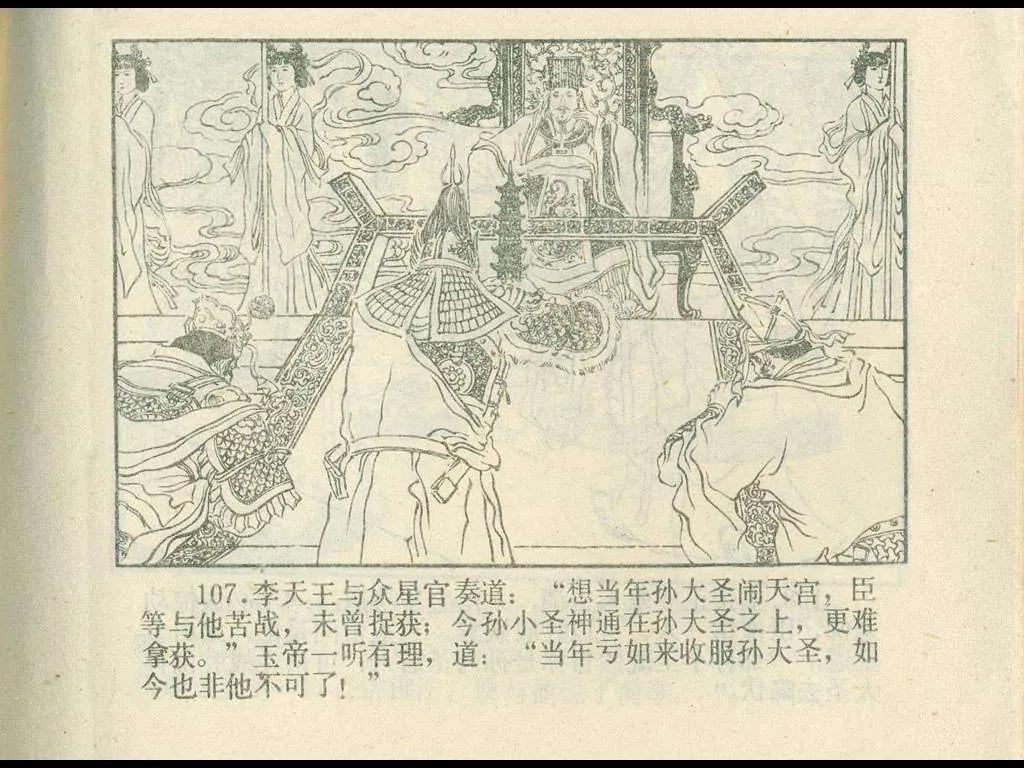 107.李天王与众星官奏道：“想当年孙大圣闹天宫，臣
等与他苦战，未曾捉获；今孙小圣神通在孙大圣之上，更难
拿获。”玉帝一听有理，道：“当年亏如来收服孙大圣，如
今也非他不可了！”